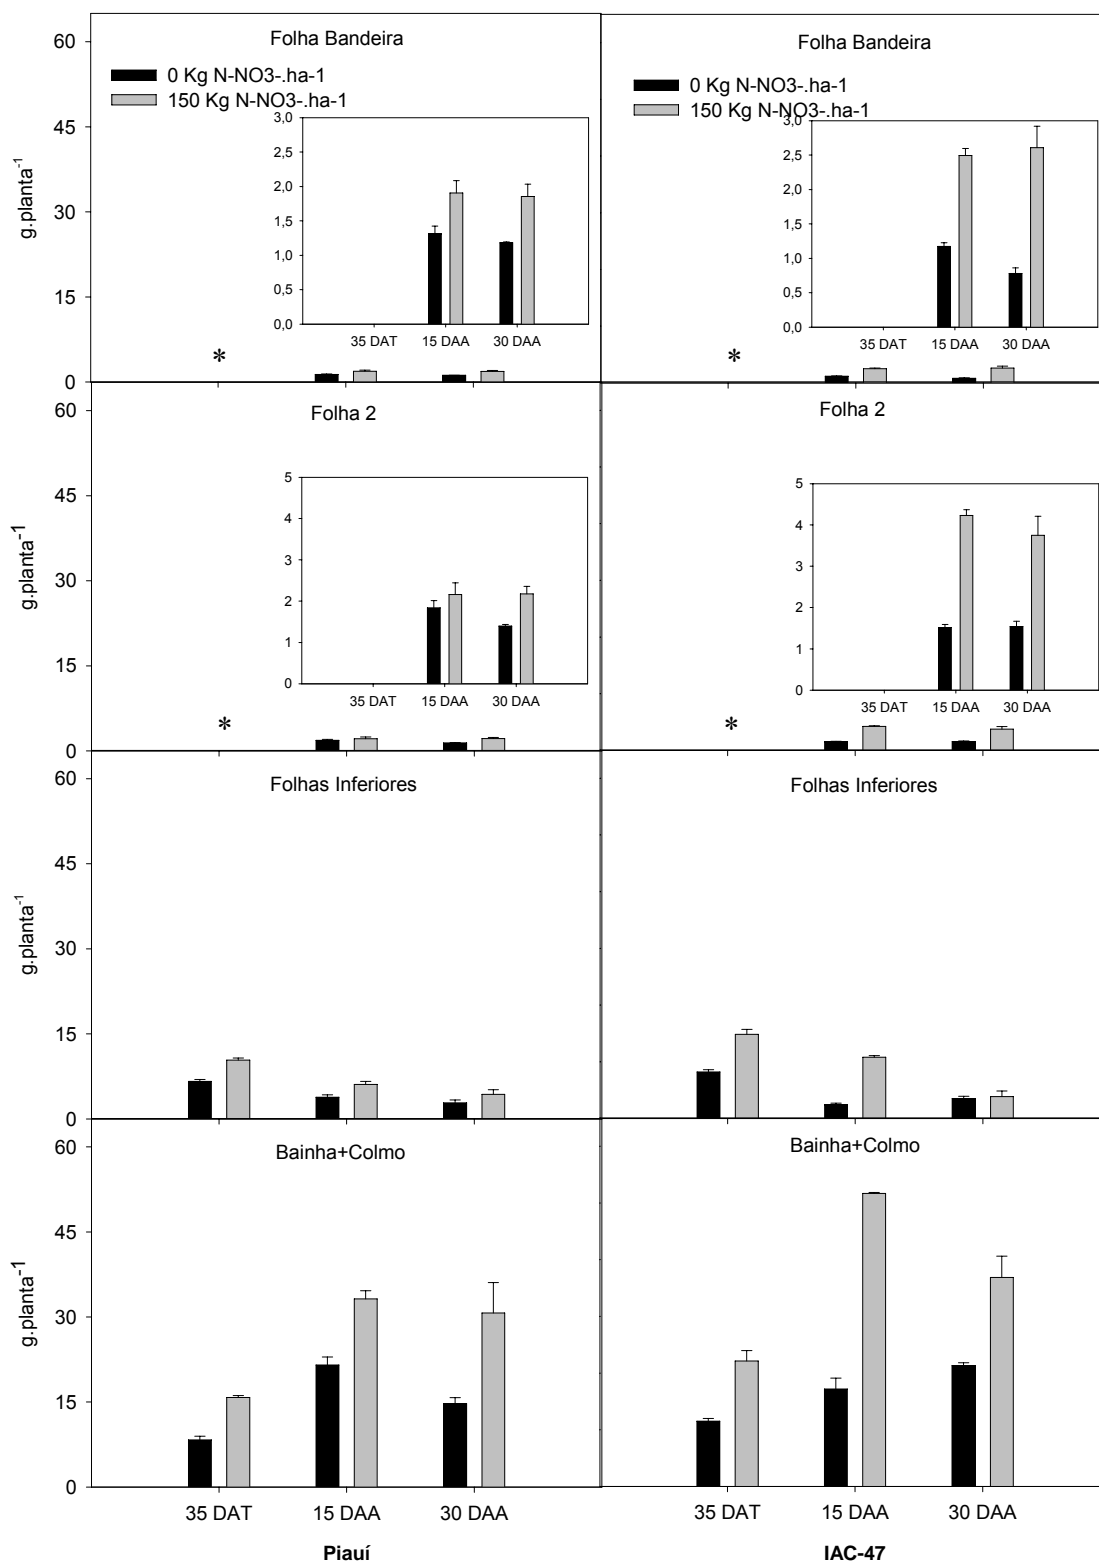 Folha Bandeira
0 Kg N-NO3-.ha-1
150 Kg N-NO3-.ha-1
g.planta-1
60
45
30
15
0
3,0
2,5
2,0
1,5
1,0
0,5
0,0
35 DAT 15 DAA 30 DAA
*
Folha Bandeira
0 Kg N-NO3-.ha-1
150 Kg N-NO3-.ha-1
3,0
2,5
2,0
1,5
1,0
0,5
0,0
35 DAT 15 DAA 30 DAA
*
Folha 2
g.planta-1
60
45
30
15
0
5
4
3
2
1
0
35 DAT 15 DAA 30 DAA
*
Folha 2
5
4
3
2
1
0
35 DAT 15 DAA 30 DAA
*
Folhas Inferiores
g.planta-1
60
45
30
15
0
Folhas Inferiores
Bainha+Colmo
g.planta-1
60
45
30
15
0
35 DAT 15 DAA 30 DAA
Piauí
Bainha+Colmo
35 DAT 15 DAA 30 DAA
IAC-47